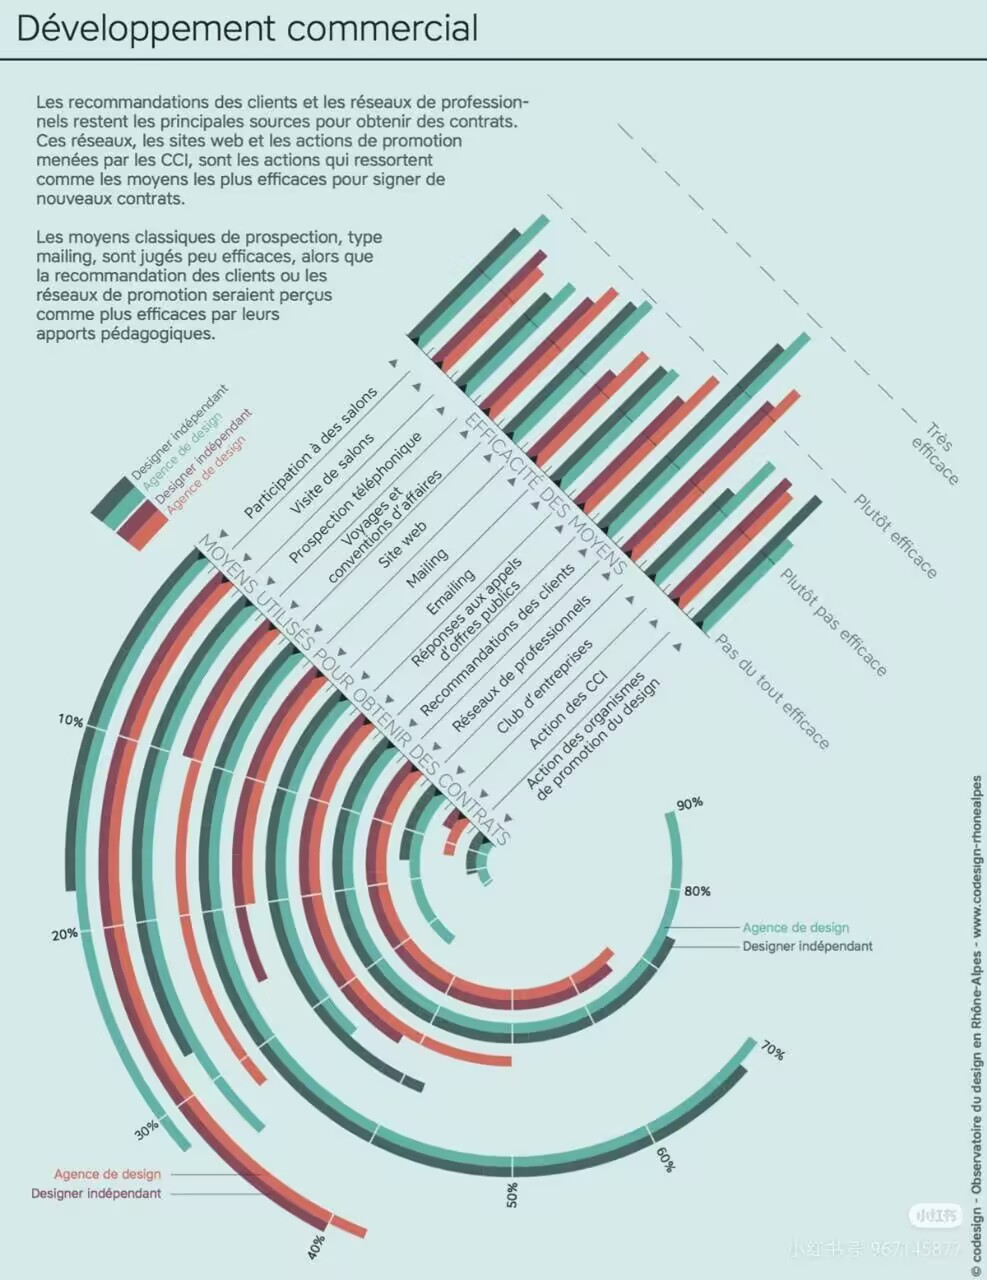 Développement commercial
Les recommandations des clients et les réseaux de profession-
nels restent les principales sources pour obtenir des contrats.
Ces réseaux, les sites web et les actions de promotion
menées par les CCI, sont les actions qui ressortent
comme les moyens les plus efficaces pour signer de
nouveaux contrats.
Les moyens classiques de prospection, type
mailing, sont jugés peu efficaces, alors que
la recommandation des clients ou les
réseaux de promotion seraient perçus
comme plus efficaces par leurs
apports pédagogiques.
Designer indépendant
Agence de design
Designer indépendant
Agence de design
Très
efficace
Plutôt efficace
Plutôt pas efficace
Pas du tout efficace
EFFICACITÉ DES MOYENS
Participation à des salons
Visite de salons
Prospection téléphonique
Voyages et
conventions d'affaires
Site web
Mailing
Emailing
Réponses aux appels
d'offres publics
Recommandations des clients
Réseaux de professionnels
Club d'entreprises
Action des CCI
Action des organismes
de promotion du design
MOYENS UTILISÉS POUR OBTENIR DES CONTRATS
10%
20%
30%
40%
50%
60%
70%
80%
90%
Agence de design
Designer indépendant
Agence de design
Designer indépendant
© codesign - Observatoire du design en Rhône-Alpes - www.codesign-rhonealpes
小红书
小红书号 967145877